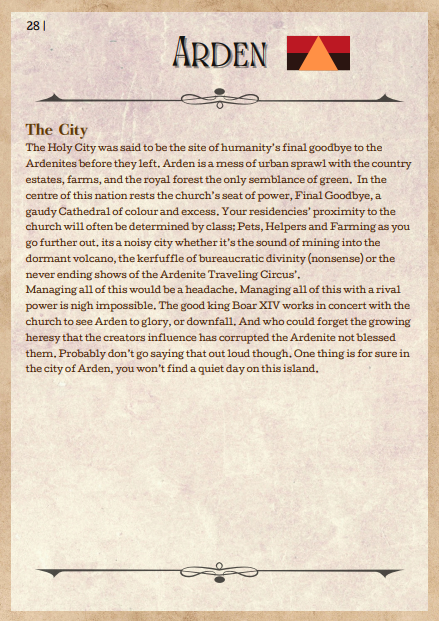 28 |
ARDEN
The City
The Holy City was said to be the site of humanity's final goodbye to the
Ardenites before they left. Arden is a mess of urban sprawl with the country
estates, farms, and the royal forest the only semblance of green.  In the
centre of this nation rests the church's seat of power, Final Goodbye, a
gaudy Cathedral of colour and excess. Your residencies' proximity to the
church will often be determined by class; Pets, Helpers and Farming as you
go further out, its a noisy city whether it's the sound of mining into the
dormant volcano, the kerfuffle of bureaucratic divinity (nonsense) or the
never ending shows of the Ardenite Traveling Circus'.
Managing all of this would be a headache. Managing all of this with a rival
power is nigh impossible. The good king Boar XIV works in concert with the
church to see Arden to glory, or downfall. And who could forget the growing
heresy that the creators influence has corrupted the Ardenite not blessed
them. Probably don't go saying that out loud though. One thing is for sure in
the city of Arden, you won't find a quiet day on this island.